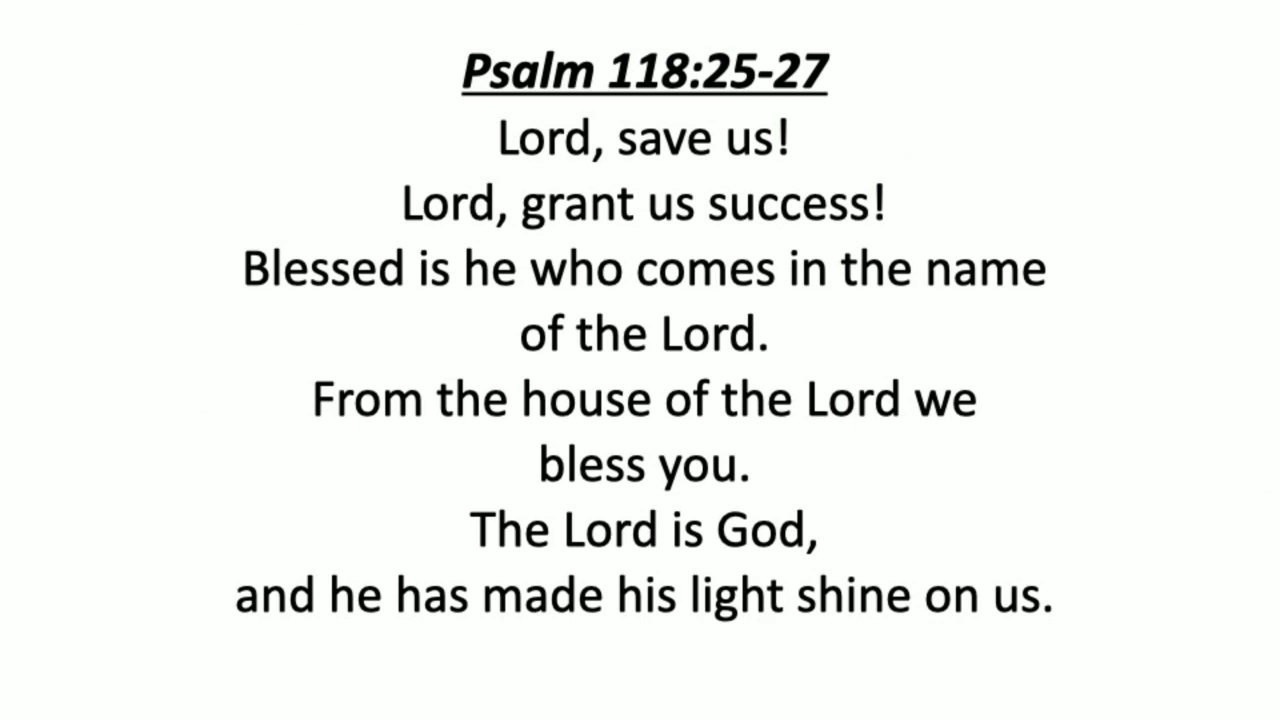 Psalm 118:25-27
Lord, save us!
Lord, grant us success!
Blessed is he who comes in the name
of the Lord.
From the house of the Lord we
bless you.
The Lord is God,
and he has made his light shine on us.